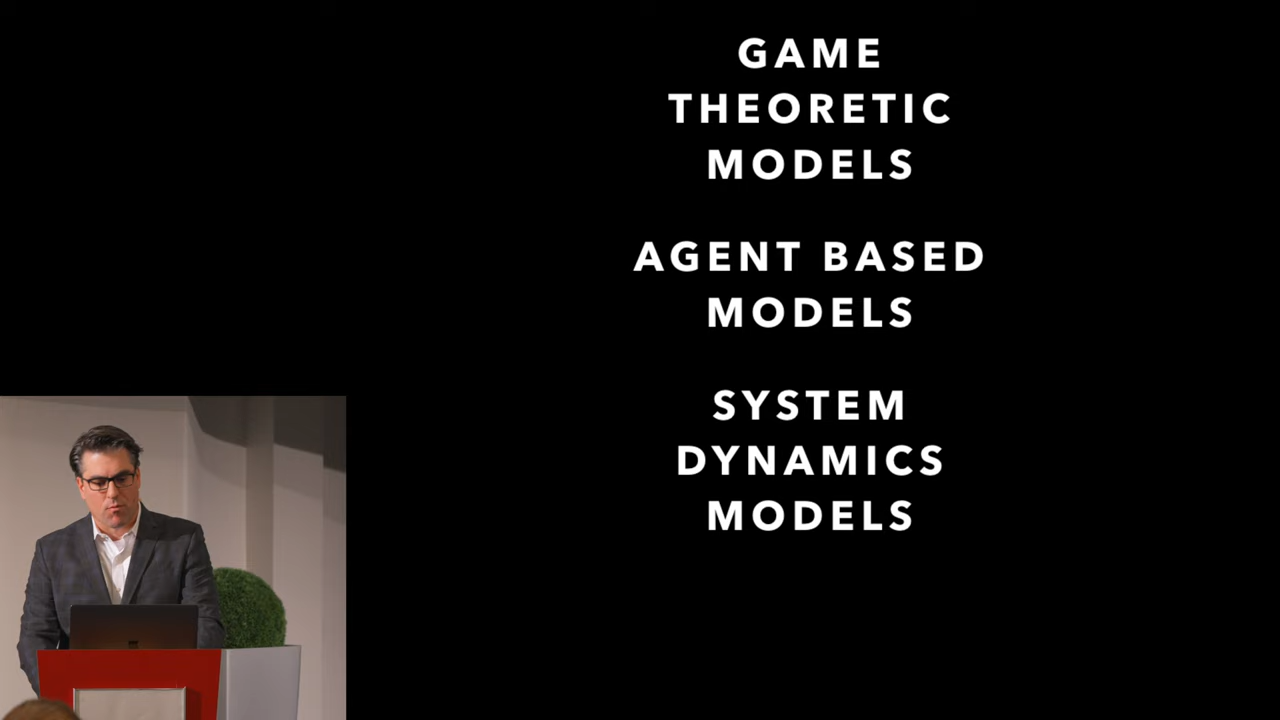 GAME
THEORETIC
MODELS
AGENT BASED
MODELS
SYSTEM
DYNAMICS
MODELS